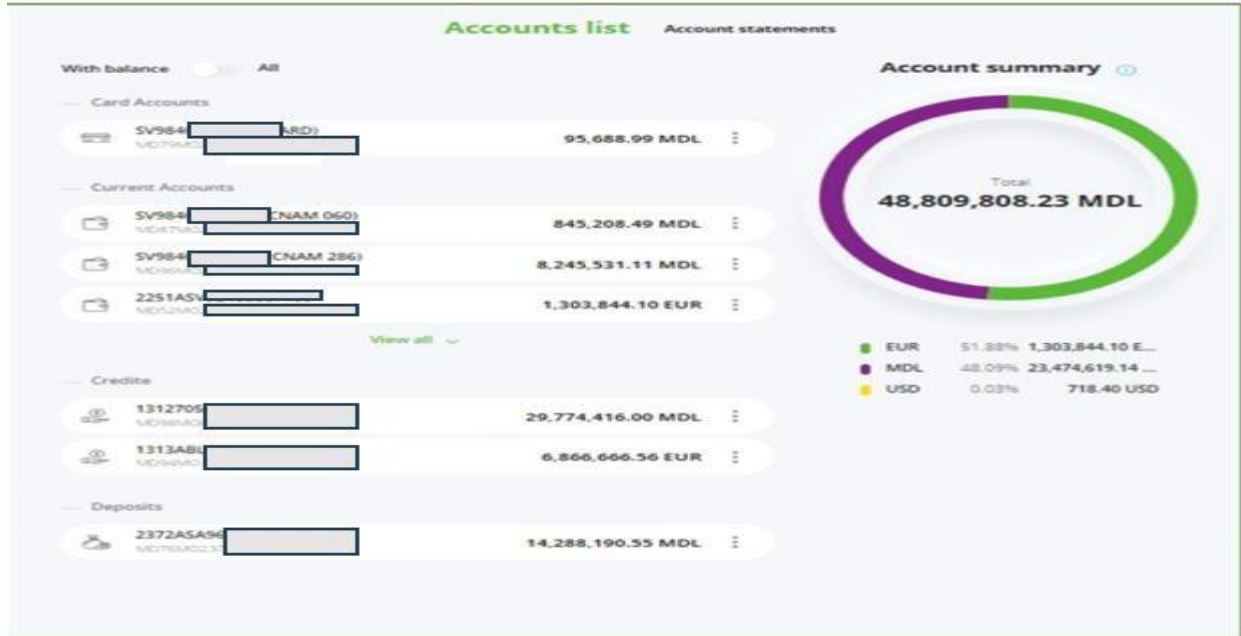 Accounts list Account statements
With balance All
Account summary
Card Accounts
SV984 ARD)
95,688.99 MDL
Current Accounts
SV984 CNAM 060)
845,208.49 MDL
SV984 CNAM 286)
8,245,531.11 MDL
2251AS
1,303,844.10 EUR
View all
Credite
131270
29,774,416.00 MDL
1313ABL
6,866,666.56 EUR
Deposits
2372ASA96
14,288,190.55 MDL
Total
48,809,808.23 MDL
EUR 51.88% 1,303,844.10 E...
MDL 48.09% 23,474,619.14 ...
USD 0.03% 718.40 USD